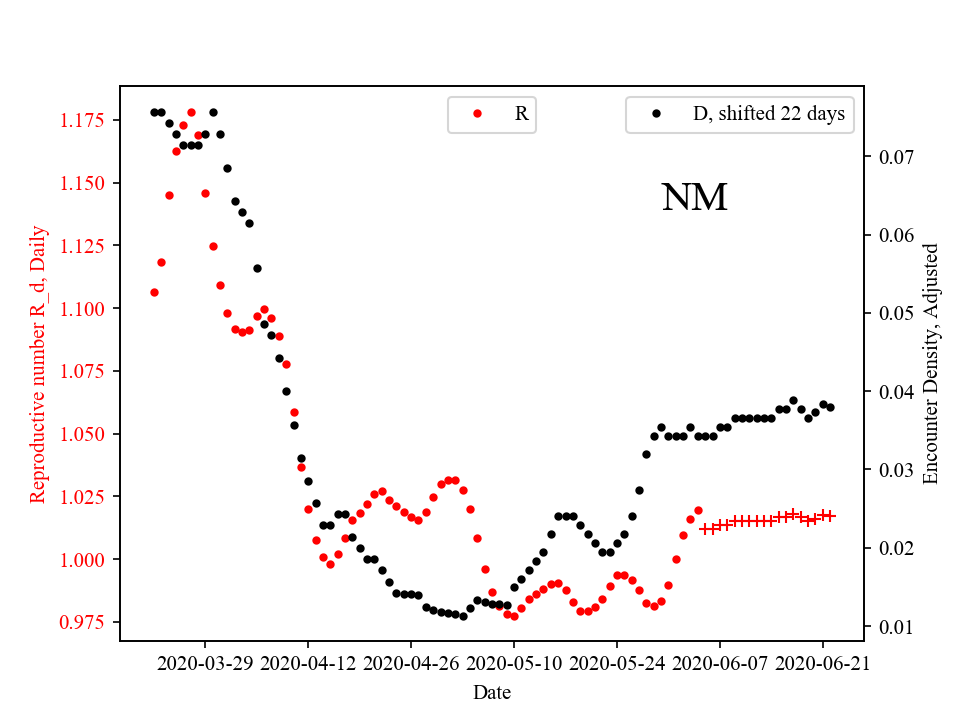 R
D, shifted 22 days
NM
Reproductive number R_d, Daily
1.175
1.150
1.125
1.100
1.075
1.050
1.025
1.000
0.975
0.07
0.06
0.05
0.04
0.03
0.02
0.01
Encounter Density, Adjusted
2020-03-29 2020-04-12 2020-04-26 2020-05-10 2020-05-24 2020-06-07 2020-06-21
Date